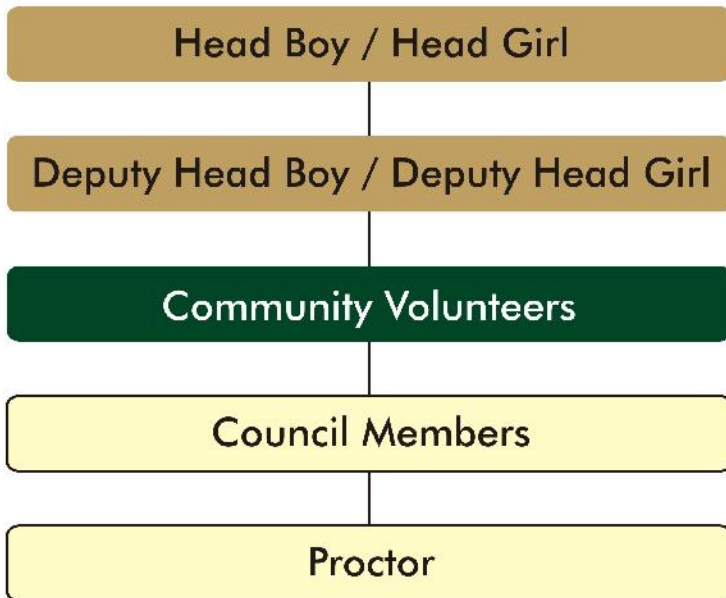 Head Boy / Head Girl
Deputy Head Boy / Deputy Head Girl
Community Volunteers
Council Members
Proctor